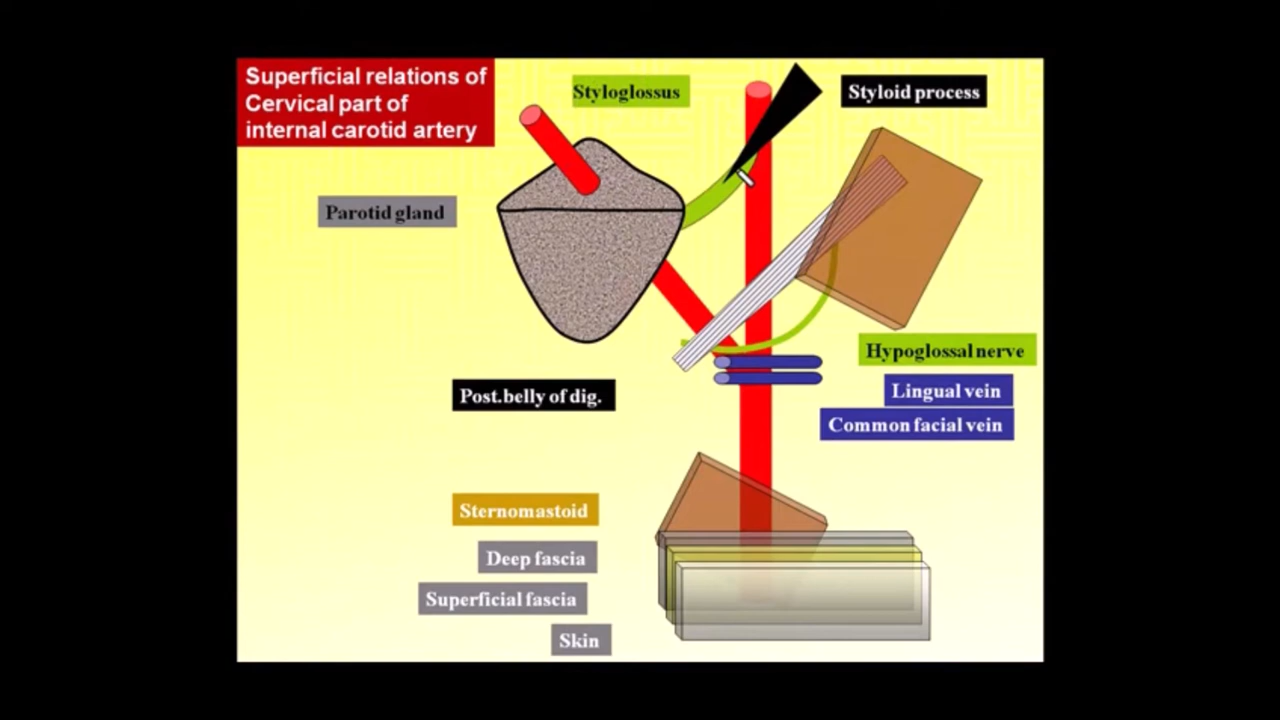 Superficial relations of
Cervical part of
internal carotid artery
Styloglossus
Styloid process
Parotid gland
Hypoglossal nerve
Lingual vein
Post.belly of dig.
Common facial vein
Sternomastoid
Deep fascia
Superficial fascia
Skin